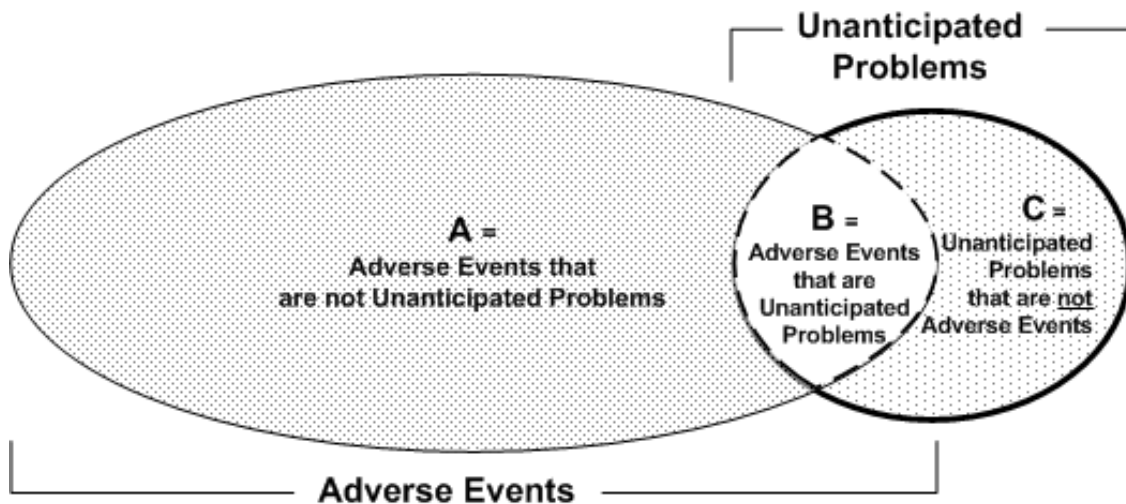 Unanticipated
Problems
A =
Adverse Events that
are not Unanticipated Problems
B =
Adverse Events
that are
Unanticipated
Problems
C =
Unanticipated
Problems
that are not
Adverse Events
Adverse Events